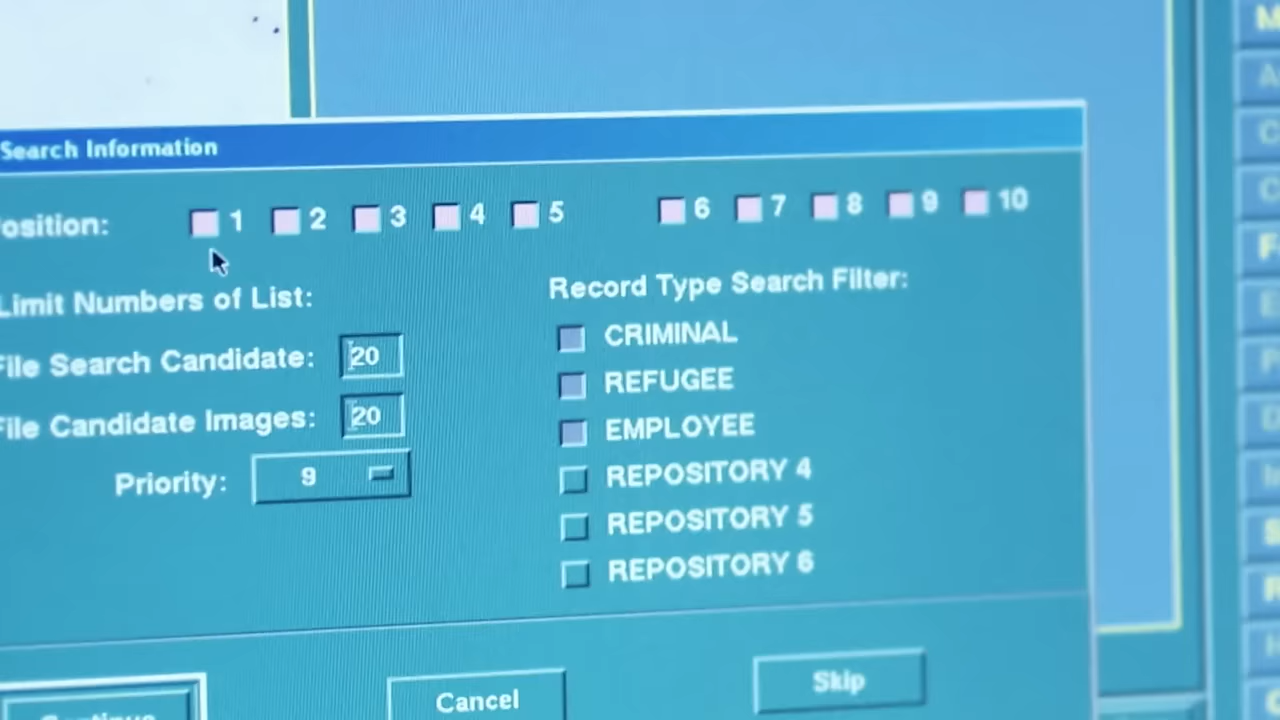 Search Information
osition: 1 2 3 4 5 6 7 8 9 10
Limit Numbers of List:
File Search Candidate: 20
File Candidate Images: 20
Priority: 9
Record Type Search Filter:
CRIMINAL
REFUGEE
EMPLOYEE
REPOSITORY 4
REPOSITORY 5
REPOSITORY 6
Continue
Cancel
Skip